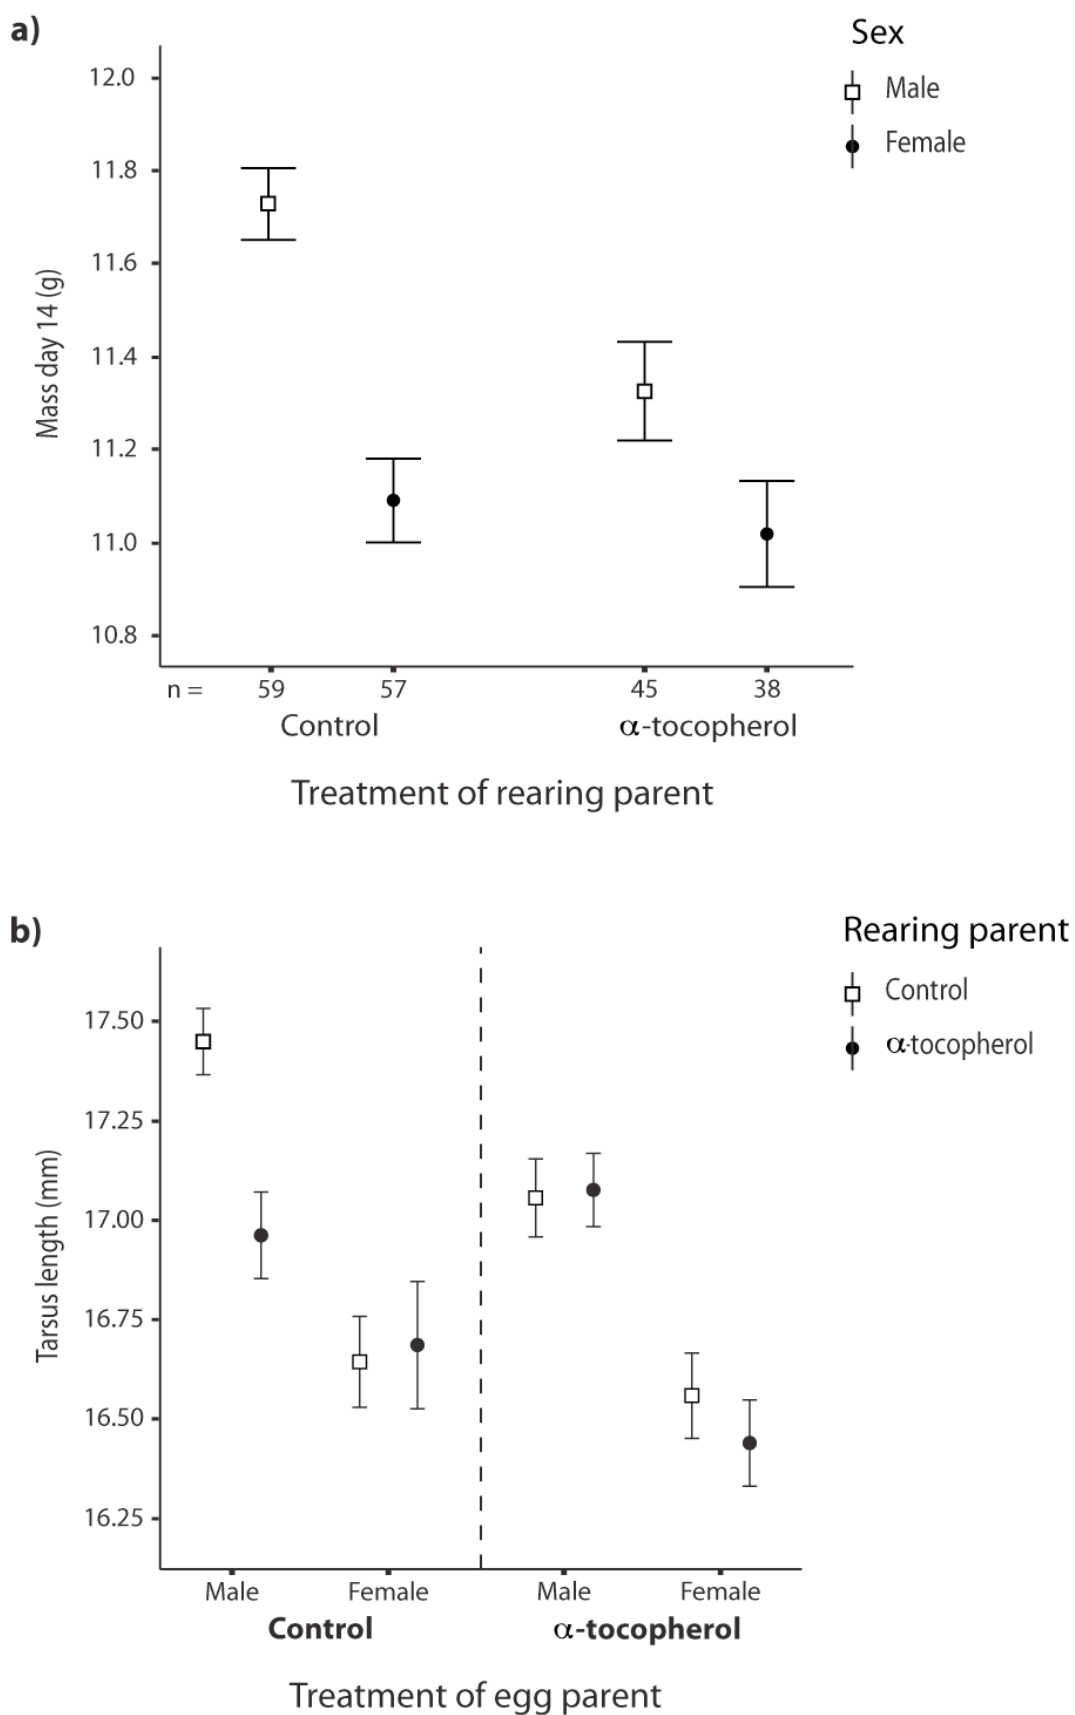 a)
Sex
Male
Female
Mass day 14 (g)
12.0
11.8
11.6
11.4
11.2
11.0
10.8
n = 59 57 45 38
Control α-tocopherol
Treatment of rearing parent
b)
Rearing parent
Control
α-tocopherol
Tarsus length (mm)
17.50
17.25
17.00
16.75
16.50
16.25
Male Female Male Female
Control α-tocopherol
Treatment of egg parent